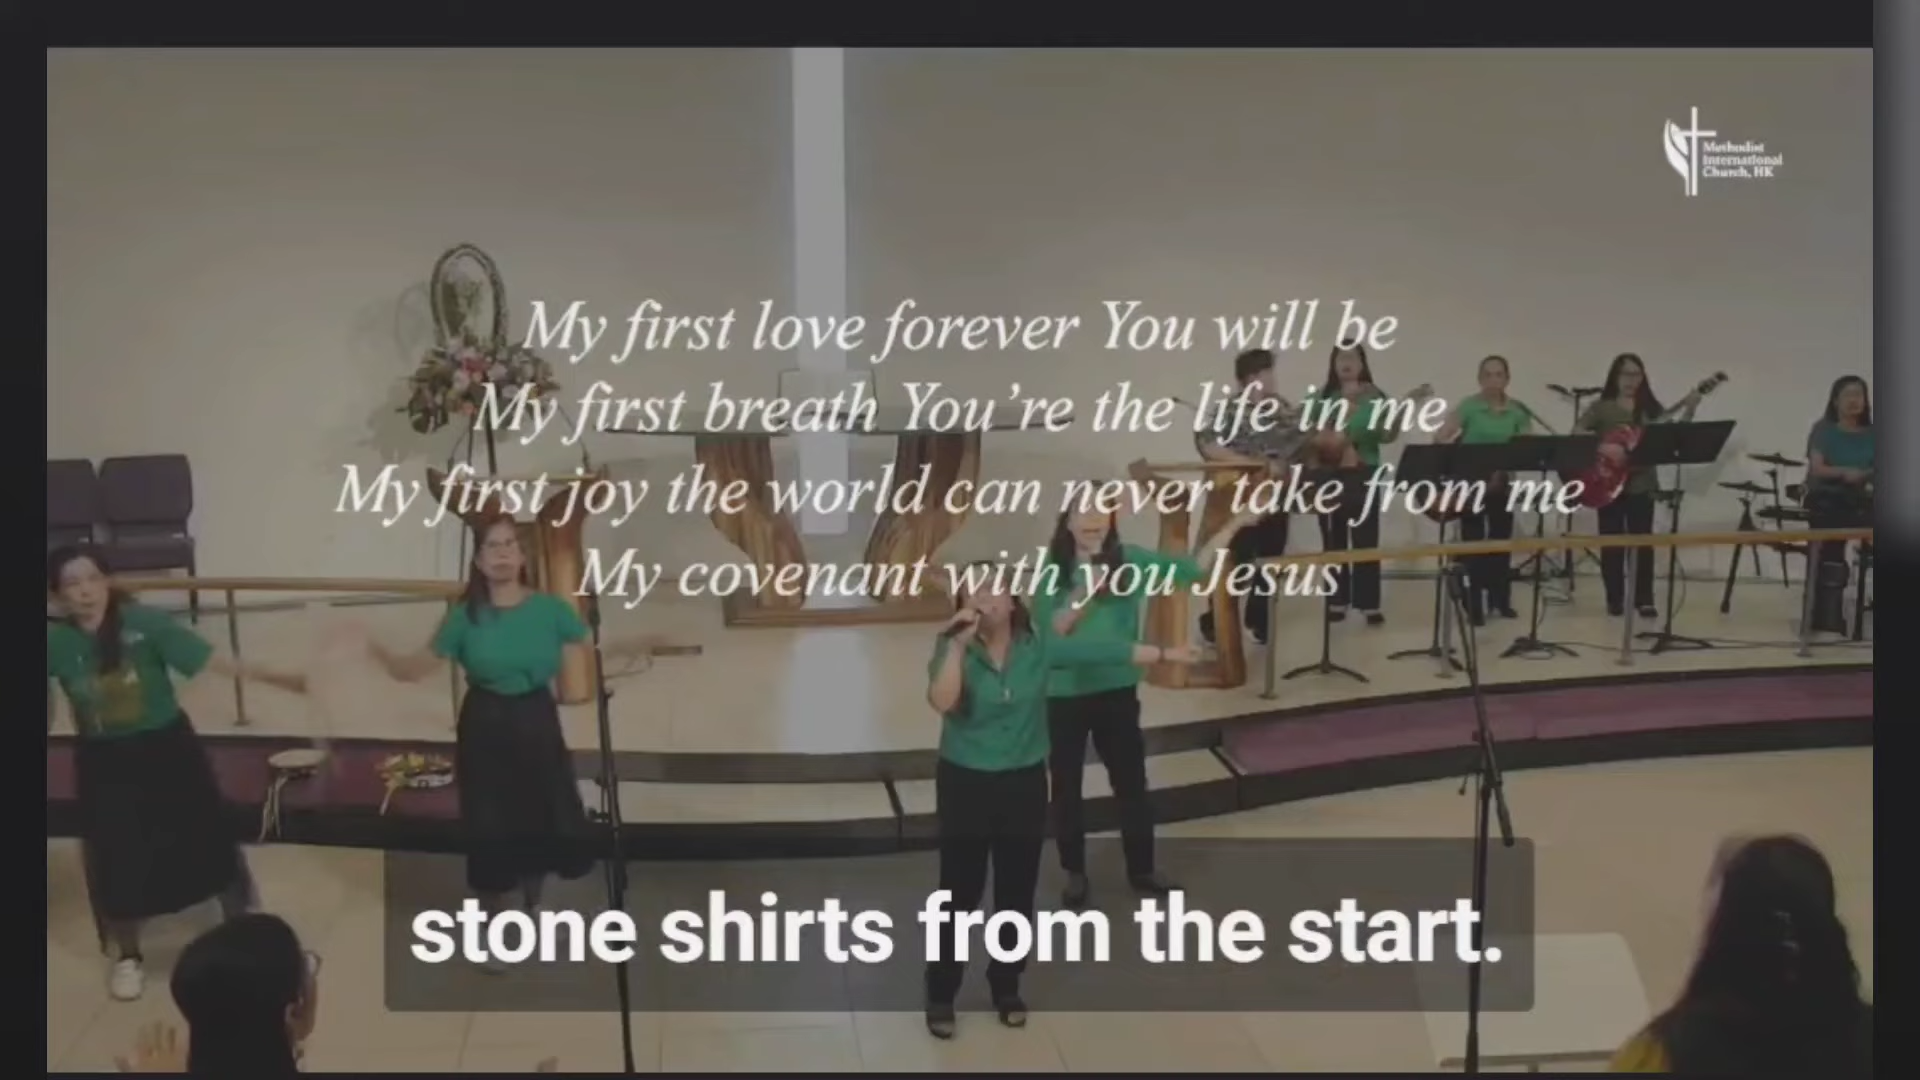 Methodist
International
Church, HK
My first love forever You will be
My first breath You’re the life in me
My first joy the world can never take from me
My covenant with you Jesus
stone shirts from the start.